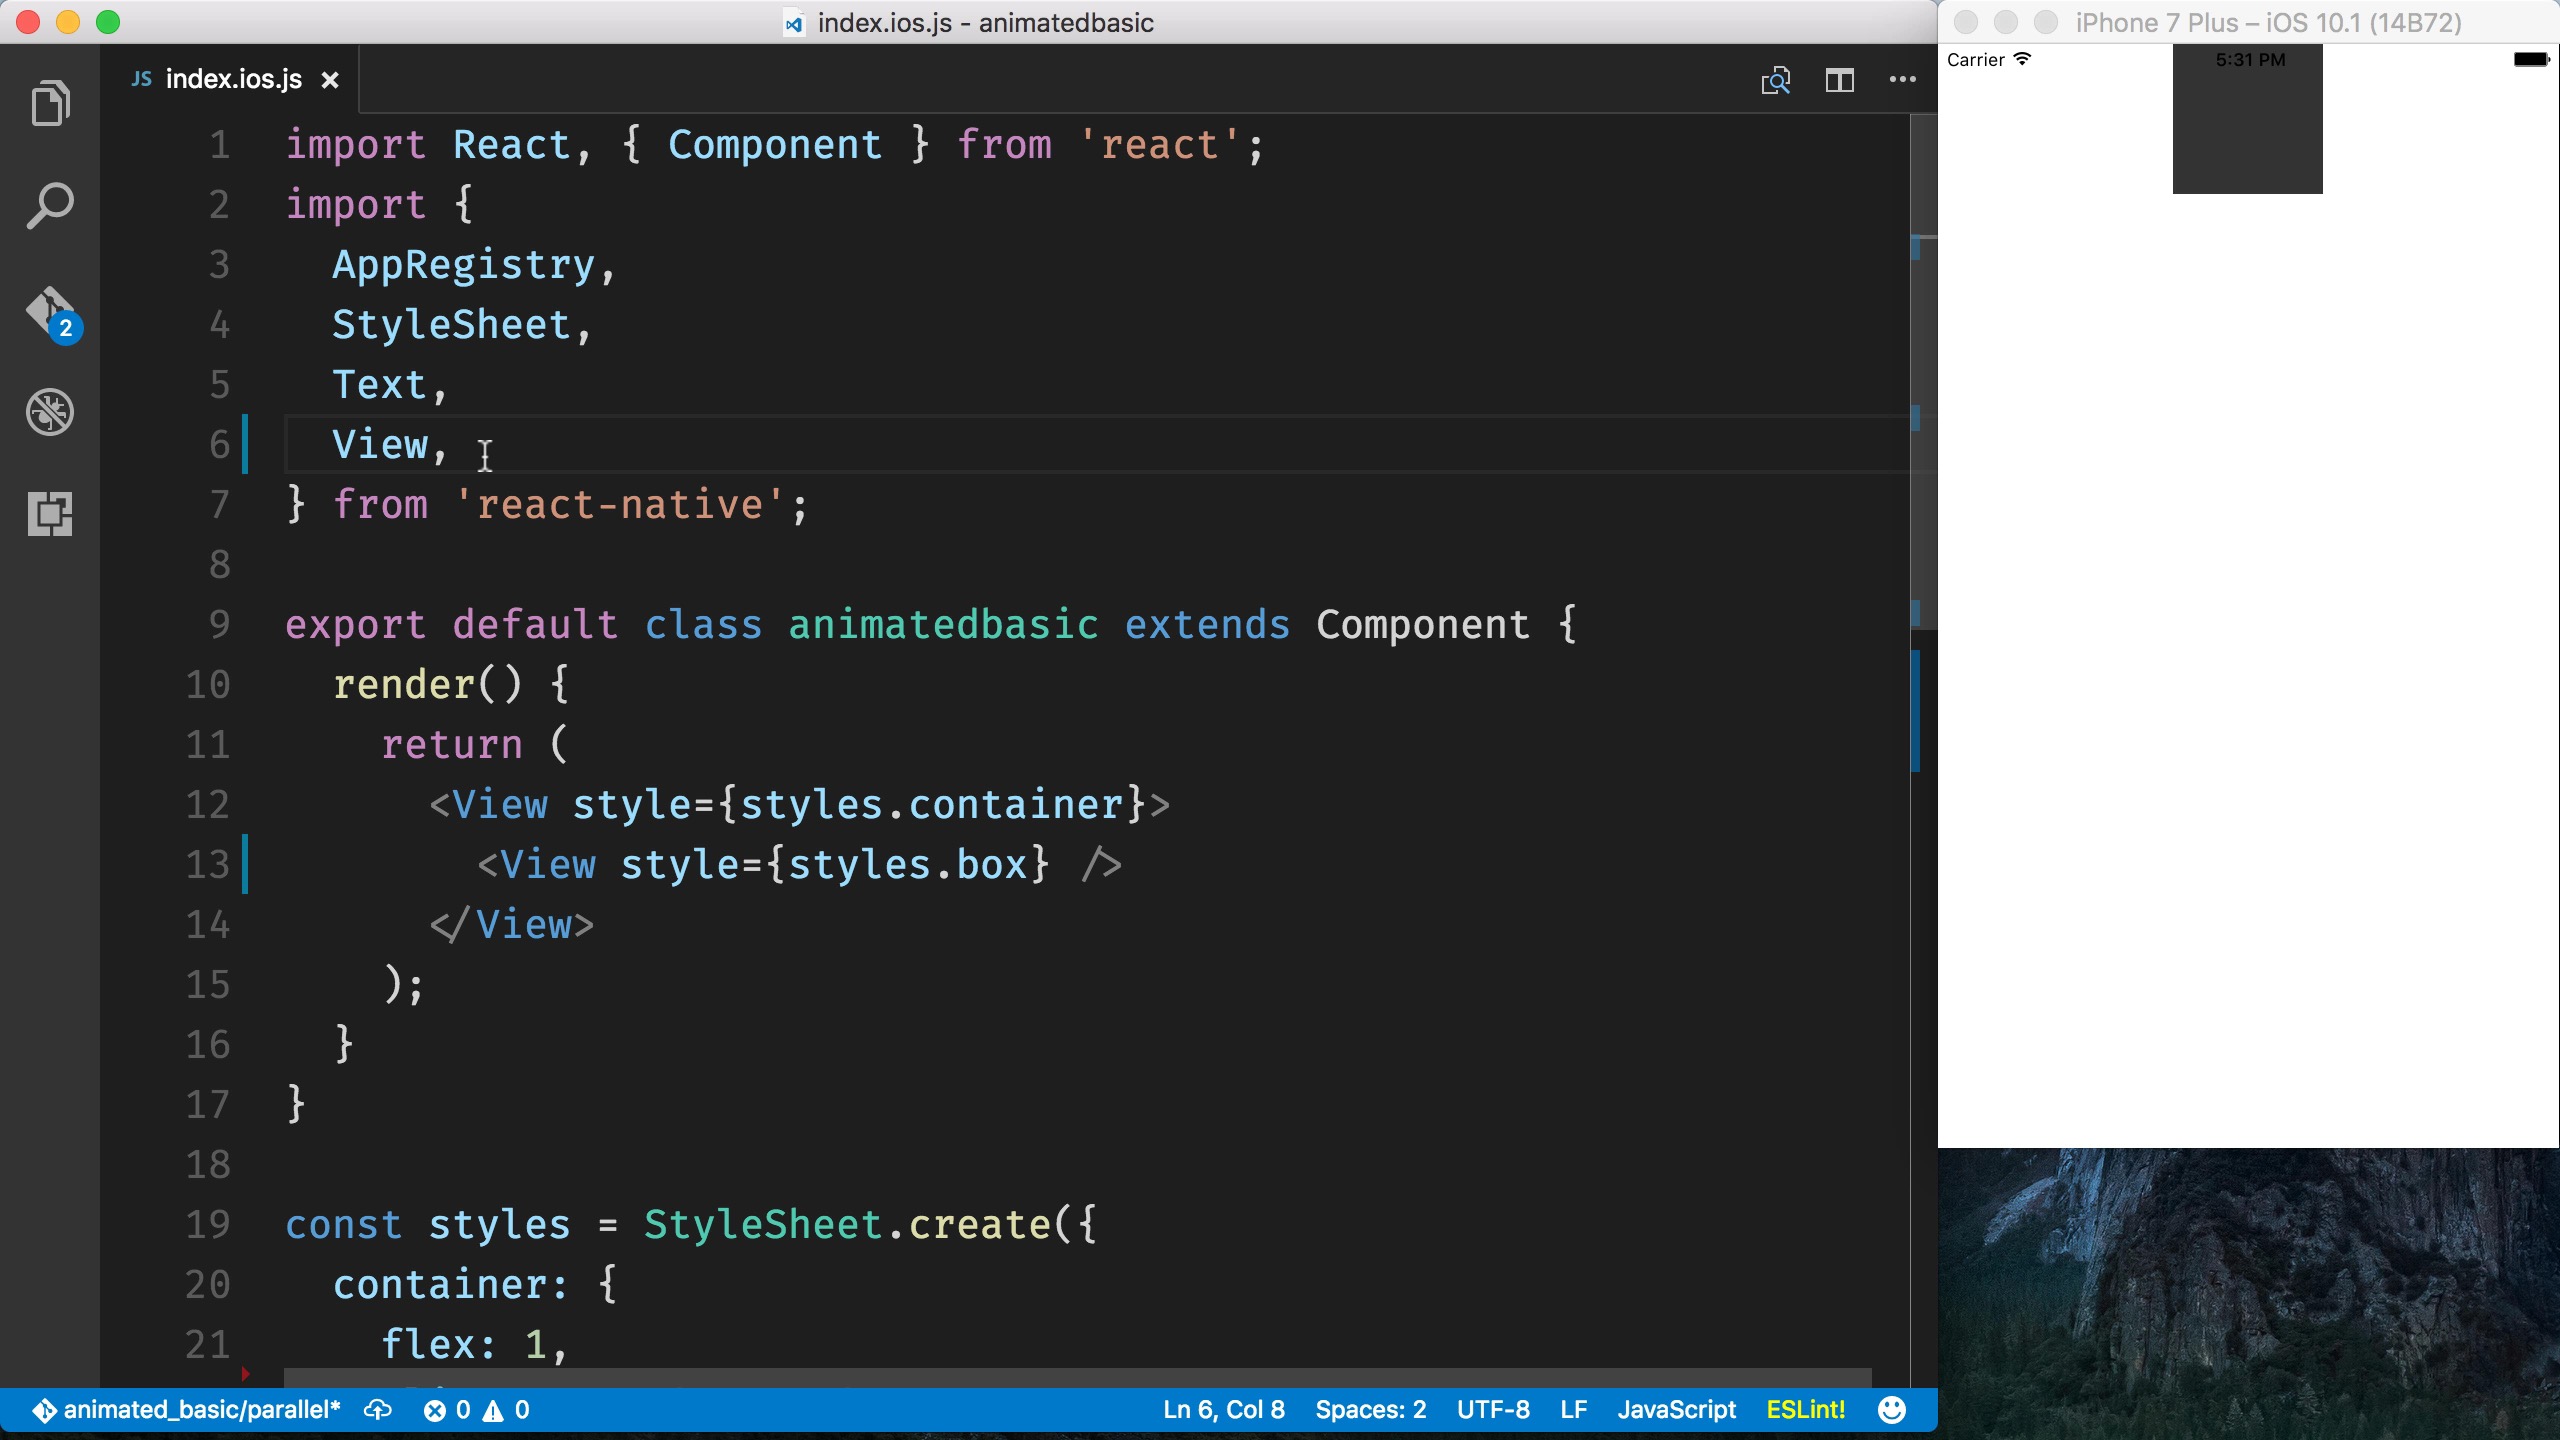 index.ios.js - animatedbasic
JS index.ios.js ×
1 import React, { Component } from 'react';
2 import {
3   AppRegistry,
4   StyleSheet,
5   Text,
6   View,
7 } from 'react-native';
8
9 export default class animatedbasic extends Component {
10   render() {
11     return (
12       <View style={styles.container}>
13         <View style={styles.box} />
14       </View>
15     );
16   }
17 }
18
19 const styles = StyleSheet.create({
20   container: {
21     flex: 1,
2
animated_basic/parallel* 0 0 Ln 6, Col 8 Spaces: 2 UTF-8 LF JavaScript ESLint!
iPhone 7 Plus – iOS 10.1 (14B72)
Carrier 5:31 PM